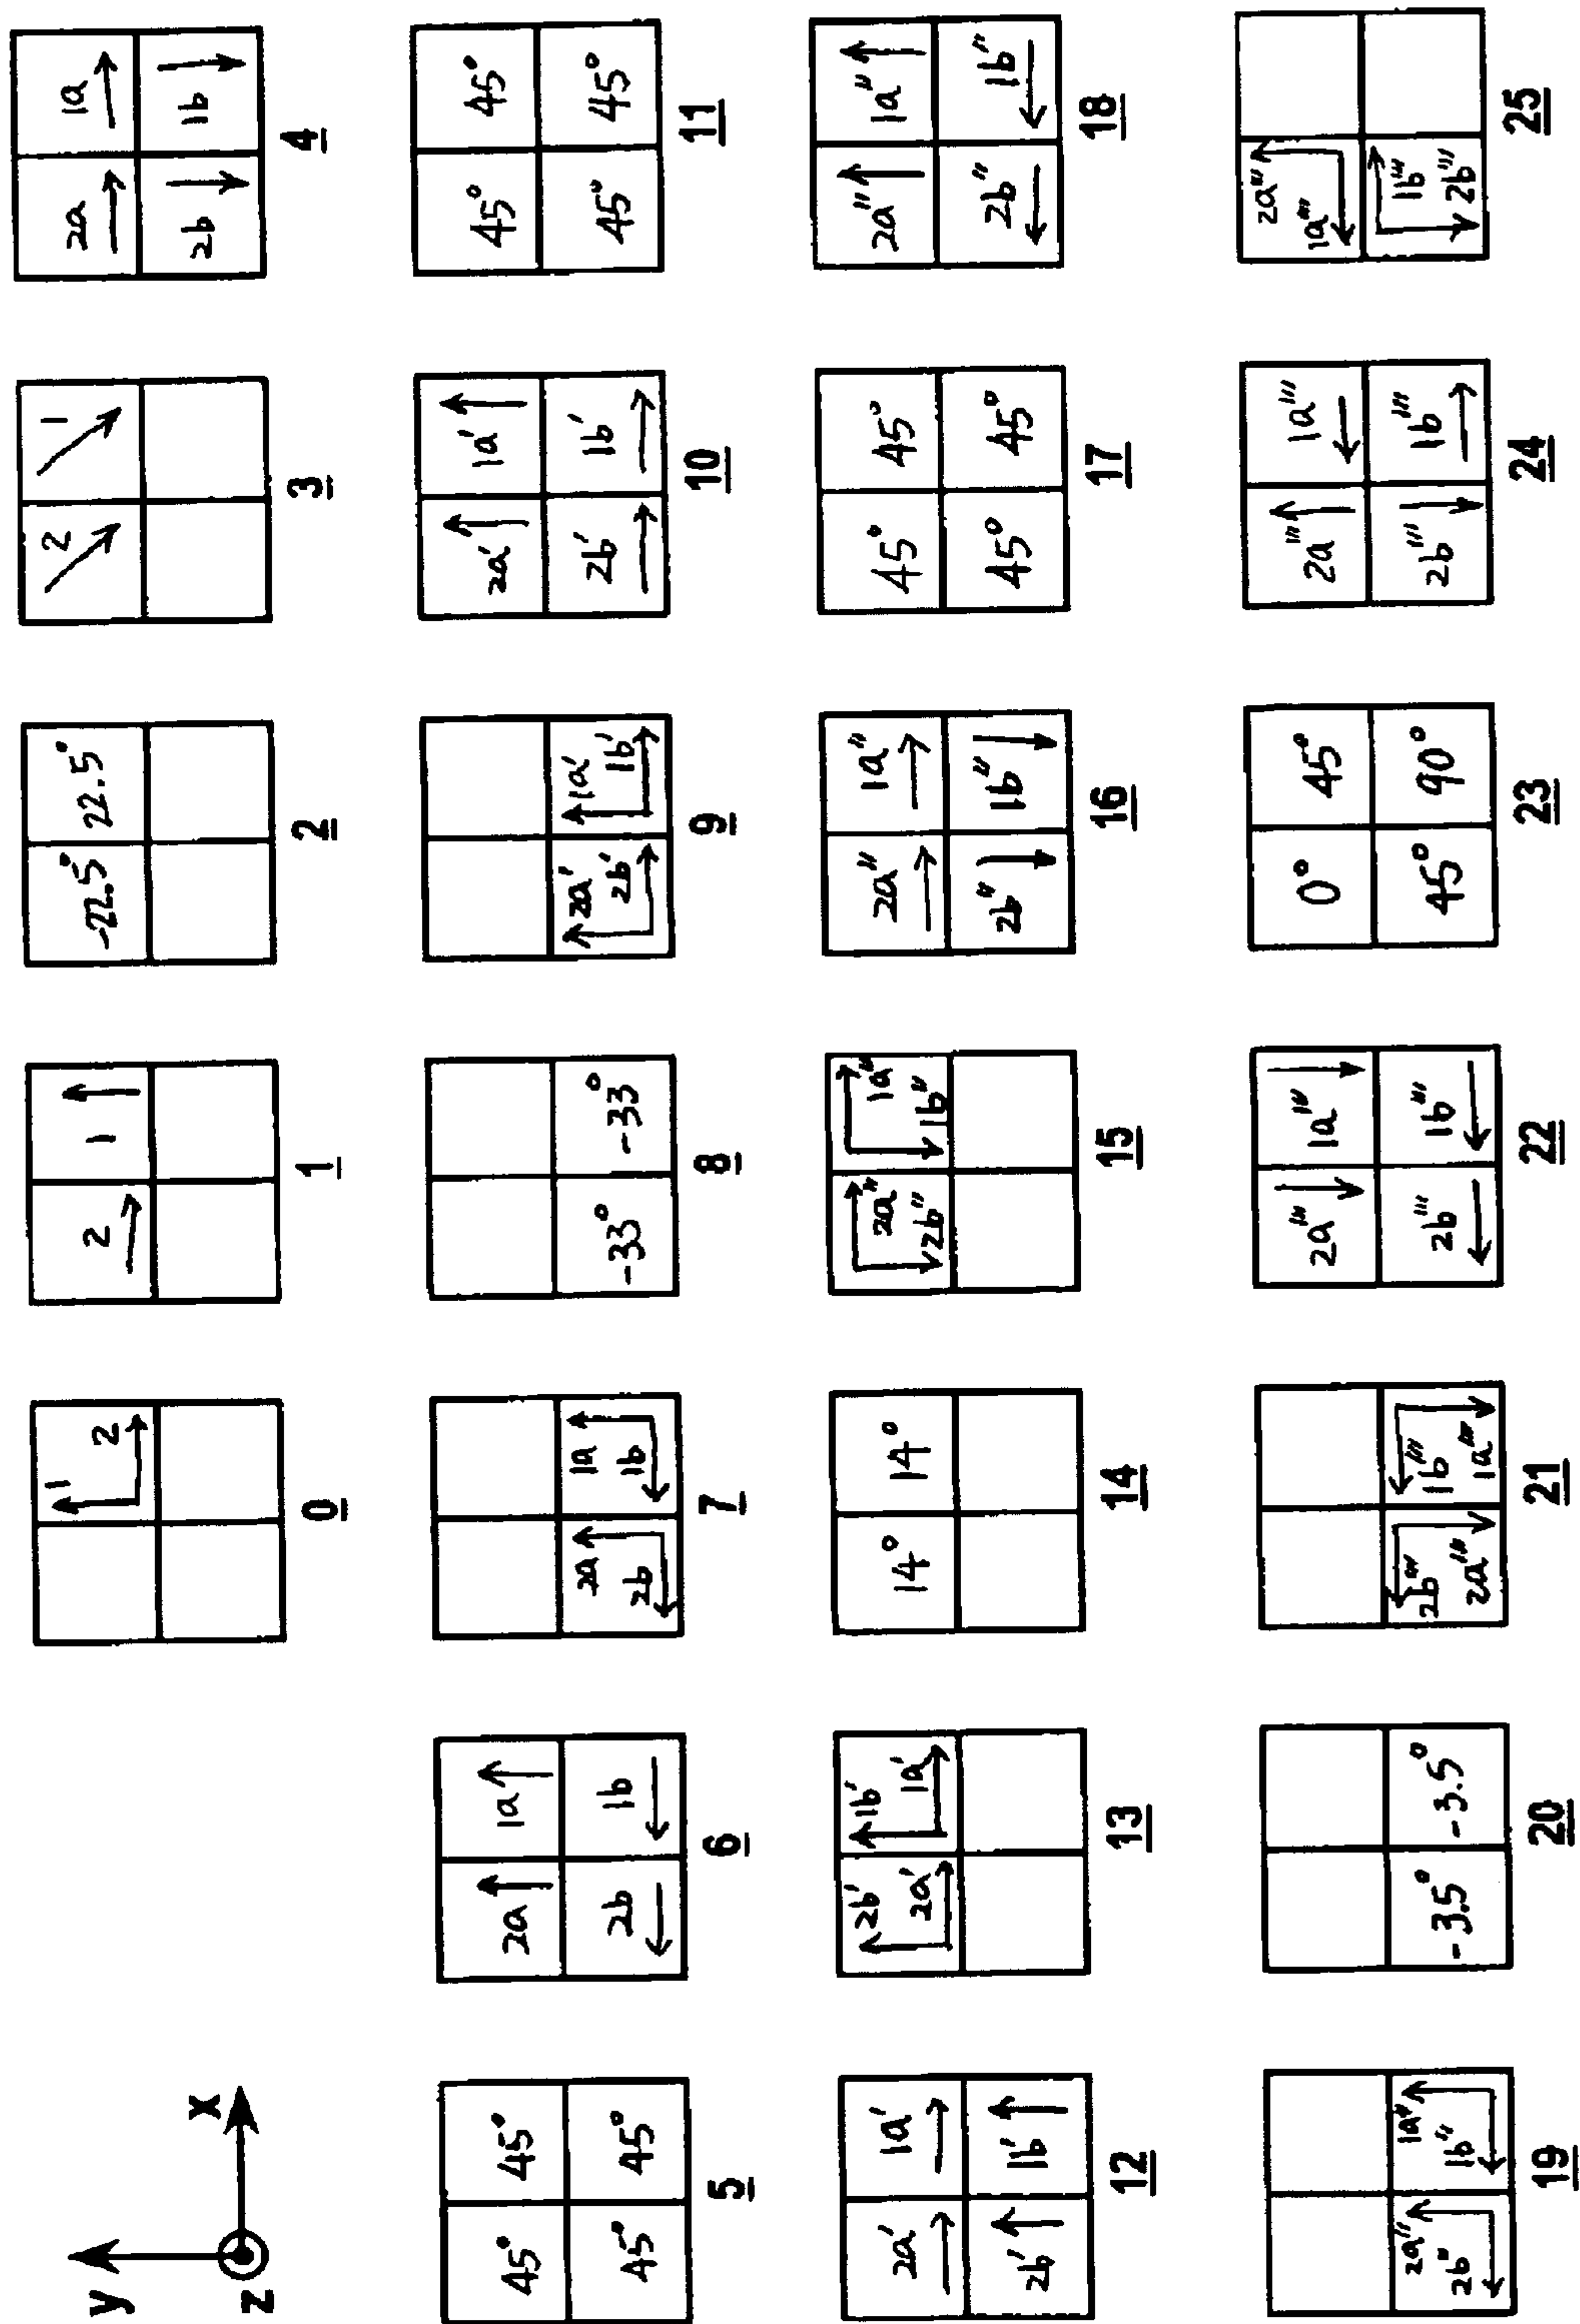 y
z
x
1
2
0
2 1
1
-22.5° 22.5°
2
2 1
3
2a 1a
2b 1b
4
45° 45°
45° 45°
5
2a 1a
2b 1b
6
2a 1a
2b 1b
7
-33° -33°
8
2a' 1a'
2b' 1b'
9
2a' 1a'
2b' 1b'
10
45° 45°
45° 45°
11
2a' 1a'
2b' 1b'
12
2b' 1b'
2a' 1a'
13
14° 14°
14
2a" 1a"
2b" 1b"
15
2a" 1a"
2b" 1b"
16
45° 45°
45° 45°
17
2a" 1a"
2b" 1b"
18
2a" 1a"
2b" 1b"
19
-3.5° -3.5°
20
2b''' 1b'''
2a''' 1a'''
21
2a''' 1a'''
2b''' 1b'''
22
0° 45°
45° 90°
23
2a''' 1a'''
2b''' 1b'''
24
2a'''
1a'''
1b'''
2b'''
25